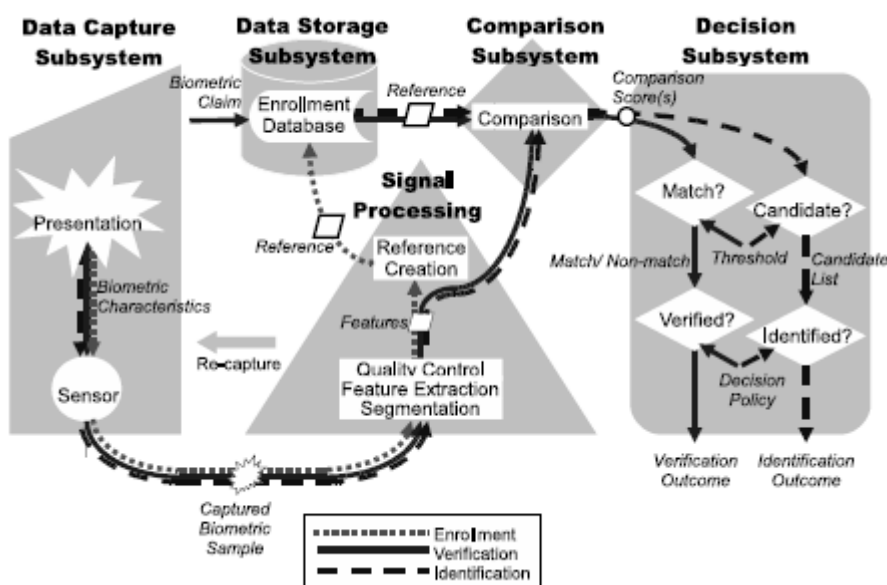 Data Capture
Subsystem
Data Storage
Subsystem
Comparison
Subsystem
Decision
Subsystem
Biometric
Claim
Enrollment
Database
Reference
Comparison
Comparison
Score(s)
Presentation
Signal
Processing
Match?
Candidate?
Reference
Reference
Creation
Match/ Non-match
Threshold
Candidate
List
Biometric
Characteristics
Features
Verified?
Identified?
Re-capture
Quality Control
Feature Extraction
Segmentation
Sensor
Decision
Policy
Verification
Outcome
Identification
Outcome
Captured
Biometric
Sample
Enrollment
Verification
Identification